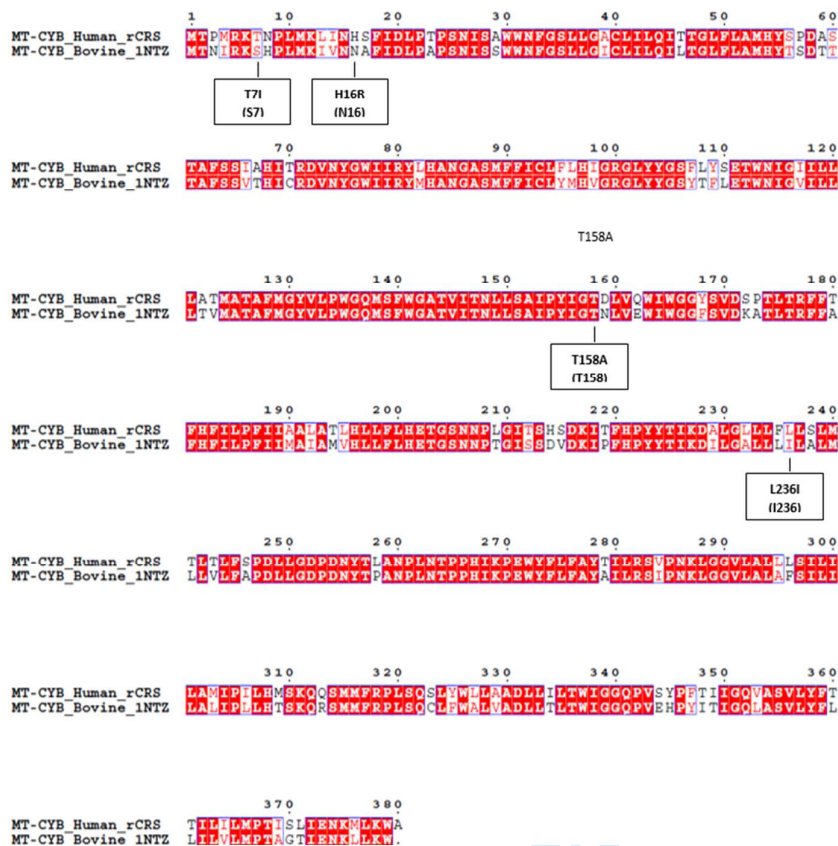 1 10 20 30 40 50 60
MT-CYB_Human_rCRS MTPMRKTNPLMKLINHSFIDLPTPSNISAWWNFGSLLGACLILQITTGLFLAMHYSPDAS
MT-CYB_Bovine_1NTZ MTNIRKSHPLMKIVNNAFIDLPAPSNISSWWNFGSLLGICLILQILTGLFLAMHYTSDTT
T7I H16R
(S7) (N16)
70 80 90 100 110 120
MT-CYB_Human_rCRS TAFSSIAHITRDVNYGWIIRYLHANGASMFFICLFLHIGRGLYYGSFLYSETWNIGIILL
MT-CYB_Bovine_1NTZ TAFSSVTHICRDVNYGWIIRYMHANGASMFFICLYMHVGRGLYYGSYTFLETWNIGVILL
T158A
130 140 150 160 170 180
MT-CYB_Human_rCRS LATMATAFMGYVLPWGQMSFWGATVITNLLSAIPYIGTDLVQWIWGGYSVDSPTLTRFFT
MT-CYB_Bovine_1NTZ LTVMATAFMGYVLPWGQMSFWGATVITNLLSAIPYIGTNLVEWIWGGFSVDKATLTRFFA
T158A
(T158)
190 200 210 220 230 240
MT-CYB_Human_rCRS FHFILPFIIAALATLHLLFLHETGSNNPLGITSHSDKITFHPYYTIKDALGLLLFLLSLM
MT-CYB_Bovine_1NTZ FHFILPFIIMAIAMVHLLFLHETGSNNPTGISSDVDKIPFHPYYTIKDILGALLLILALM
L236I
(I236)
250 260 270 280 290 300
MT-CYB_Human_rCRS TLTLFSPDLLGDPDNYTLANPLNTPPHIKPEWYFLFAYTILRSVPNKLGGVLALLLSILI
MT-CYB_Bovine_1NTZ LLVLFAPDLLGDPDNYTPANPLNTPPHIKPEWYFLFAYAILRSIPNKLGGVLALAFSILI
310 320 330 340 350 360
MT-CYB_Human_rCRS LAMIPILHMSKQQSMMFRPLSQSLYWLLAADLLILTWIGGQPVSYPFTIIGQVASVLYFT
MT-CYB_Bovine_1NTZ LALIPLLHTSKQRSMMFRPLSQCLFWALVADLLTLTWIGGQPVEHPYITIGQLASVLYFL
370 380
MT-CYB_Human_rCRS TILILMPTISLIENKMLKWA
MT-CYB_Bovine_1NTZ LILVLMPTAGTIENKLLKW.